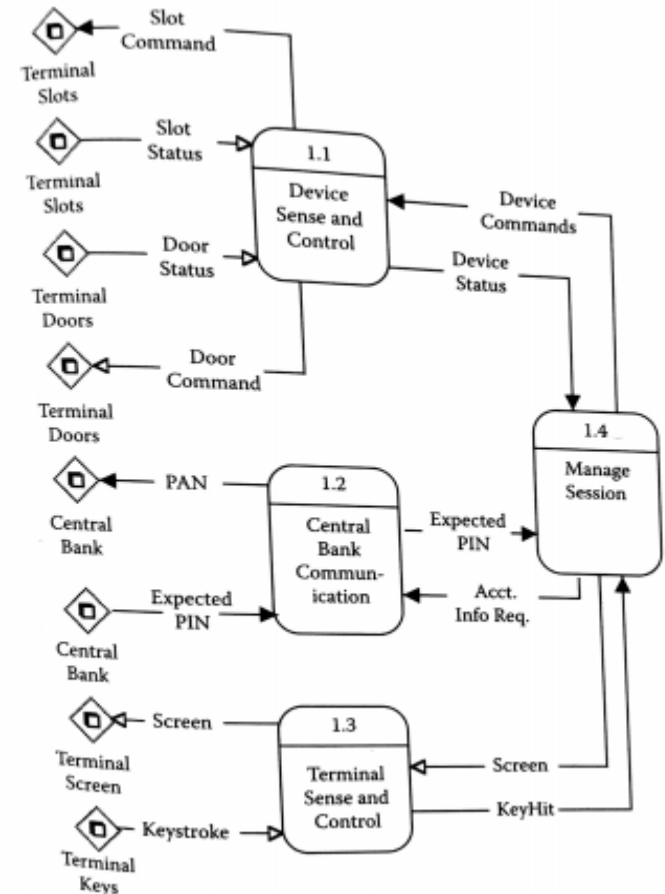 Slot
Command
Terminal
Slots
Slot
Status
Terminal
Slots
1.1
Device
Sense and
Control
Door
Status
Terminal
Doors
Device
Commands
Device
Status
Door
Command
Terminal
Doors
1.4
Manage
Session
PAN
Central
Bank
1.2
Central
Bank
Commun-
ication
Expected
PIN
Acct.
Info Req.
Expected
PIN
Central
Bank
Screen
Terminal
Screen
1.3
Terminal
Sense and
Control
Screen
KeyHit
Keystroke
Terminal
Keys